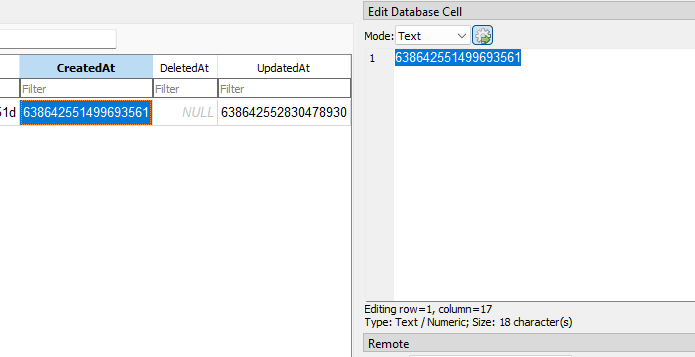 Edit Database Cell
Mode: Text
CreatedAt DeletedAt UpdatedAt
Filter Filter Filter
51d 638642551499693561 NULL 638642552830478930
1 638642551499693561
Editing row=1, column=17
Type: Text / Numeric; Size: 18 character(s)
Remote